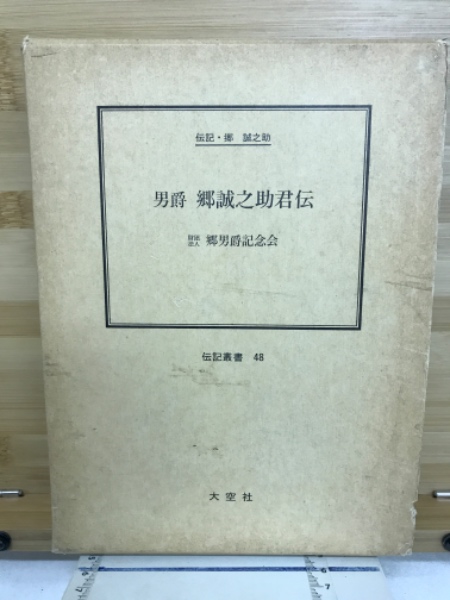 伝記・郷 誠之助
男爵 郷誠之助君伝
財団法人 郷男爵記念会
伝記叢書 48
大空社